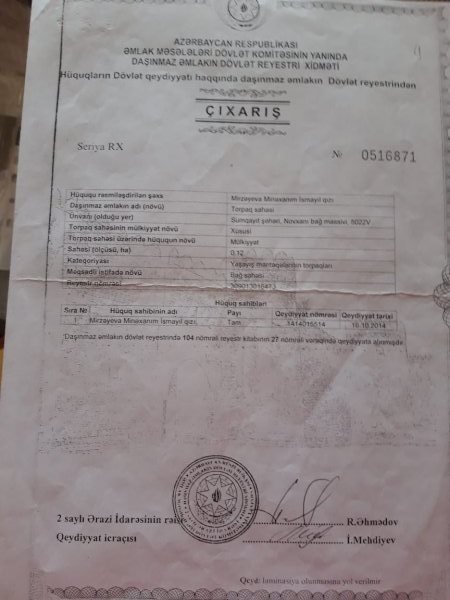 AZƏRBAYCAN RESPUBLİKASI
ƏMLAK MƏSƏLƏLƏRİ DÖVLƏT KOMİTƏSİNİN YANINDA
DAŞINMAZ ƏMLAKIN DÖVLƏT REYESTRİ XİDMƏTİ
Hüquqların Dövlət qeydiyyatı haqqında daşınmaz əmlakın Dövlət reyestrindən
ÇIXARIŞ
Seriya RX № 0516871
Hüququ rəsmiləşdirilən şəxs Mirzəyeva Minaxanım İsmayıl qızı
Daşınmaz əmlakın adı (növü) Torpaq sahəsi
Ünvanı (olduğu yer) Sumqayıt şəhəri, Novxanı bağ massivi, 5022V
Torpaq sahəsinin mülkiyyət növü Xüsusi
Torpaq sahəsi üzərində hüququn növü Mülkiyyət
Sahəsi (ölçüsü, ha) 0.12
Kateqoriyası Yaşayış məntəqələrinin torpaqları
Məqsədli istifadə növü Bağ sahəsi
Reyestr nömrəsi
Hüquq sahibləri
Sıra № Hüquq sahibinin adı Payı Qeydiyyat nömrəsi Qeydiyyat tarixi
1 Mirzəyeva Minaxanım İsmayıl qızı Tam 1414015514 10.10.2014
Daşınmaz əmlakın dövlət reyestrində 104 nömrəli reyestr kitabının 27 nömrəli vərəqində qeydiyyata alınmışdır
2 saylı Ərazi İdarəsinin rəisi R.Əhmədov
Qeydiyyat icraçısı İ.Mehdiyev
Qeyd: laminasiya olunmasına yol verilmir